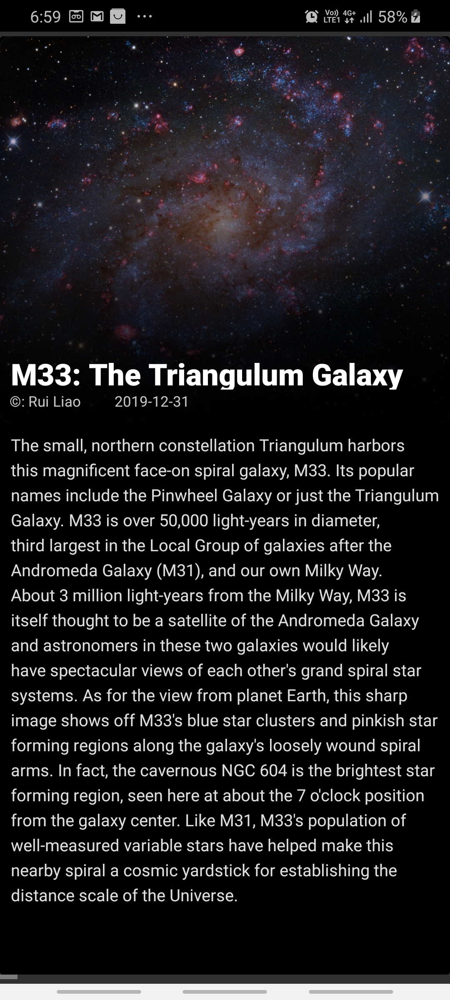 6:59
Vo)) LTE1 4G+ 58%
M33: The Triangulum Galaxy
©: Rui Liao 2019-12-31
The small, northern constellation Triangulum harbors
this magnificent face-on spiral galaxy, M33. Its popular
names include the Pinwheel Galaxy or just the Triangulum
Galaxy. M33 is over 50,000 light-years in diameter,
third largest in the Local Group of galaxies after the
Andromeda Galaxy (M31), and our own Milky Way.
About 3 million light-years from the Milky Way, M33 is
itself thought to be a satellite of the Andromeda Galaxy
and astronomers in these two galaxies would likely
have spectacular views of each other's grand spiral star
systems. As for the view from planet Earth, this sharp
image shows off M33's blue star clusters and pinkish star
forming regions along the galaxy's loosely wound spiral
arms. In fact, the cavernous NGC 604 is the brightest star
forming region, seen here at about the 7 o'clock position
from the galaxy center. Like M31, M33's population of
well-measured variable stars have helped make this
nearby spiral a cosmic yardstick for establishing the
distance scale of the Universe.